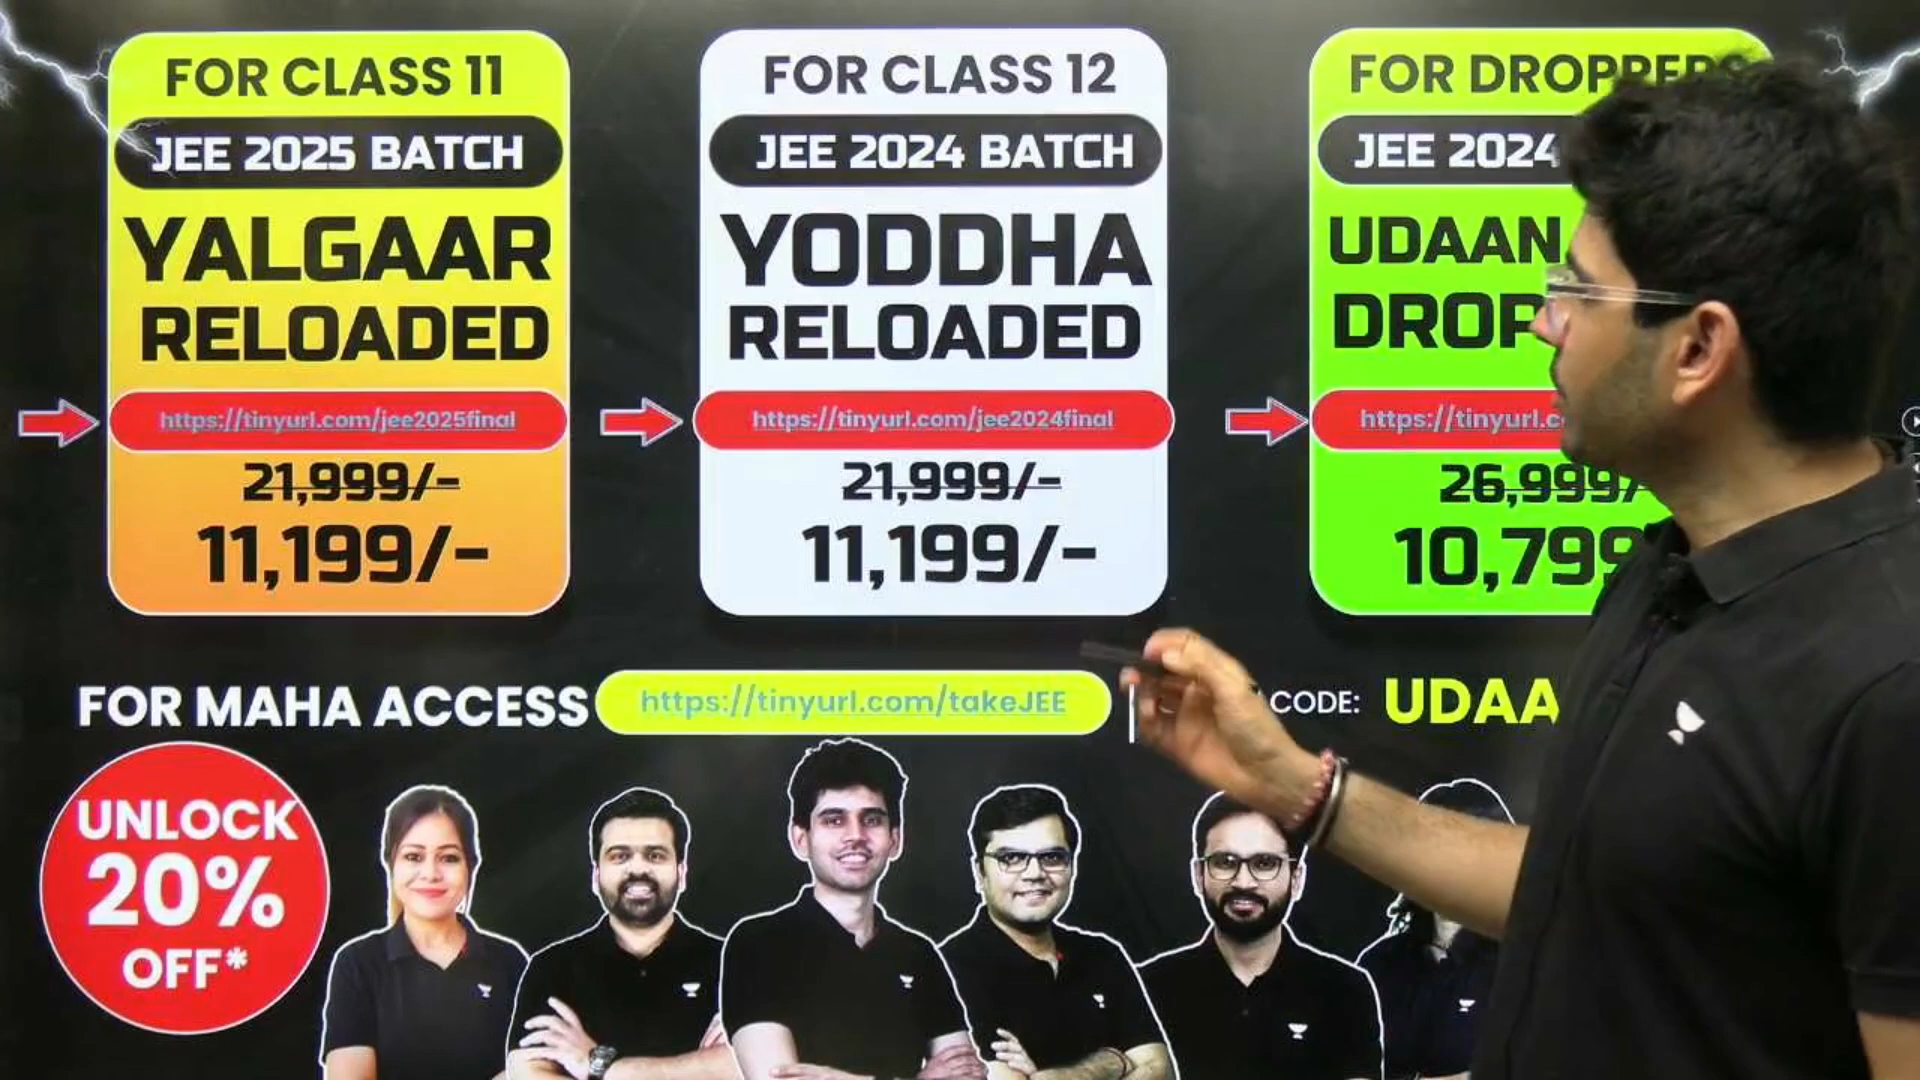 FOR CLASS 11
JEE 2025 BATCH
YALGAAR
RELOADED
https://tinyurl.com/jee2025final
21,999/-
11,199/-
FOR CLASS 12
JEE 2024 BATCH
YODDHA
RELOADED
https://tinyurl.com/jee2024final
21,999/-
11,199/-
FOR DROPPERS
JEE 2024
UDAAN
https://tinyurl.c
26,999/
10,799
FOR MAHA ACCESS
https://tinyurl.com/takeJEE
CODE: UDAA
UNLOCK
20%
OFF*